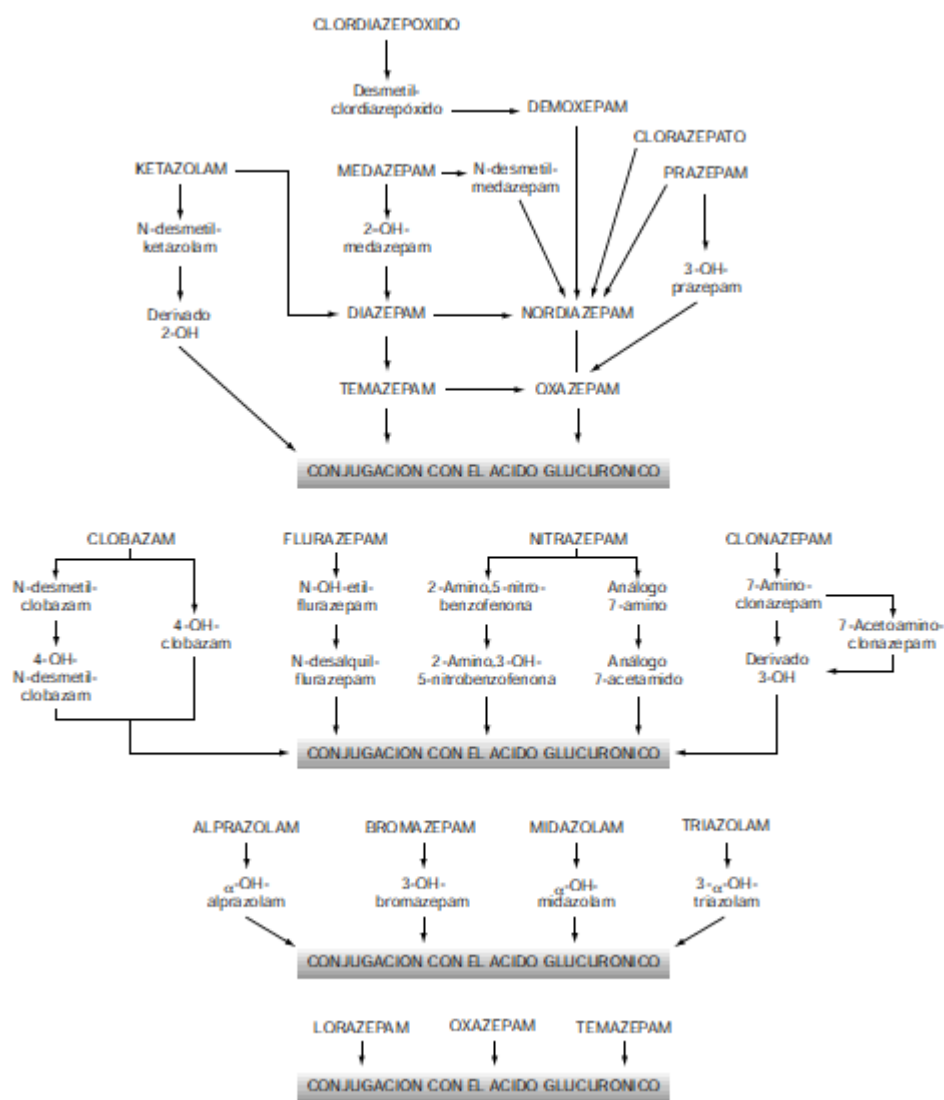 CLORDIAZEPOXIDO
Desmetil-
clordiazepóxido
DEMOXEPAM
CLORAZEPATO
KETAZOLAM
MEDAZEPAM
N-desmetil-
medazepam
PRAZEPAM
N-desmetil-
ketazolam
2-OH-
medazepam
3-OH-
prazepam
Derivado
2-OH
DIAZEPAM
NORDIAZEPAM
TEMAZEPAM
OXAZEPAM
CONJUGACION CON EL ACIDO GLUCURONICO
CLOBAZAM
FLURAZEPAM
NITRAZEPAM
CLONAZEPAM
N-desmetil-
clobazam
4-OH-
clobazam
N-OH-etil-
flurazepam
2-Amino,5-nitro-
benzofenona
Análogo
7-amino
7-Amino-
clonazepam
7-Acetoamino-
clonazepam
4-OH-
N-desmetil-
clobazam
N-desalquil-
flurazepam
2-Amino,3-OH-
5-nitrobenzofenona
Análogo
7-acetamido
Derivado
3-OH
CONJUGACION CON EL ACIDO GLUCURONICO
ALPRAZOLAM
BROMAZEPAM
MIDAZOLAM
TRIAZOLAM
α-OH-
alprazolam
3-OH-
bromazepam
α-OH-
midazolam
3-α-OH-
triazolam
CONJUGACION CON EL ACIDO GLUCURONICO
LORAZEPAM
OXAZEPAM
TEMAZEPAM
CONJUGACION CON EL ACIDO GLUCURONICO